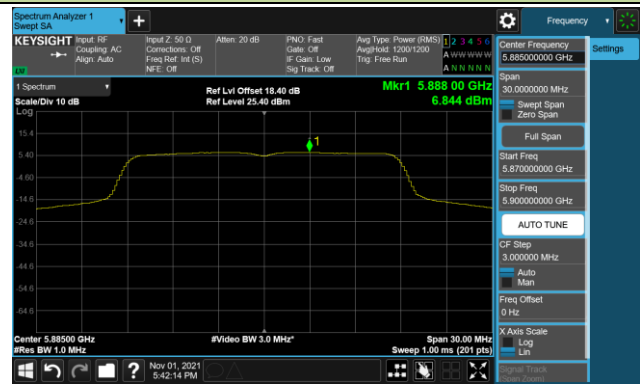 Spectrum Analyzer 1
Swept SA
Frequency
KEYSIGHT
Input: RF
Coupling: AC
Align: Auto
Input Z: 50 Ω
Corrections: Off
Freq Ref: Int (S)
NFE: Off
Atten: 20 dB
PNO: Fast
Gate: Off
IF Gain: Low
Sig Track: Off
Avg Type: Power (RMS)
Avg|Hold: 1200/1200
Trig: Free Run
1 2 3 4 5 6
A W W W W W
A N N N N N
Center Frequency
5.885000000 GHz
Settings
1 Spectrum
Scale/Div 10 dB
Log
Ref Lvl Offset 18.40 dB
Ref Level 25.40 dBm
Mkr1 5.888 00 GHz
6.844 dBm
Span
30.0000000 MHz
Swept Span
Zero Span
Full Span
Start Freq
5.870000000 GHz
Stop Freq
5.900000000 GHz
AUTO TUNE
CF Step
3.000000 MHz
Auto
Man
Freq Offset
0 Hz
X Axis Scale
Log
Lin
Signal Track
(Span Zoom)
1
15.4
5.40
-4.60
-14.6
-24.6
-34.6
-44.6
-54.6
-64.6
Center 5.88500 GHz
#Res BW 1.0 MHz
#Video BW 3.0 MHz*
Span 30.00 MHz
Sweep 1.00 ms (201 pts)
?
Nov 01, 2021
5:42:14 PM